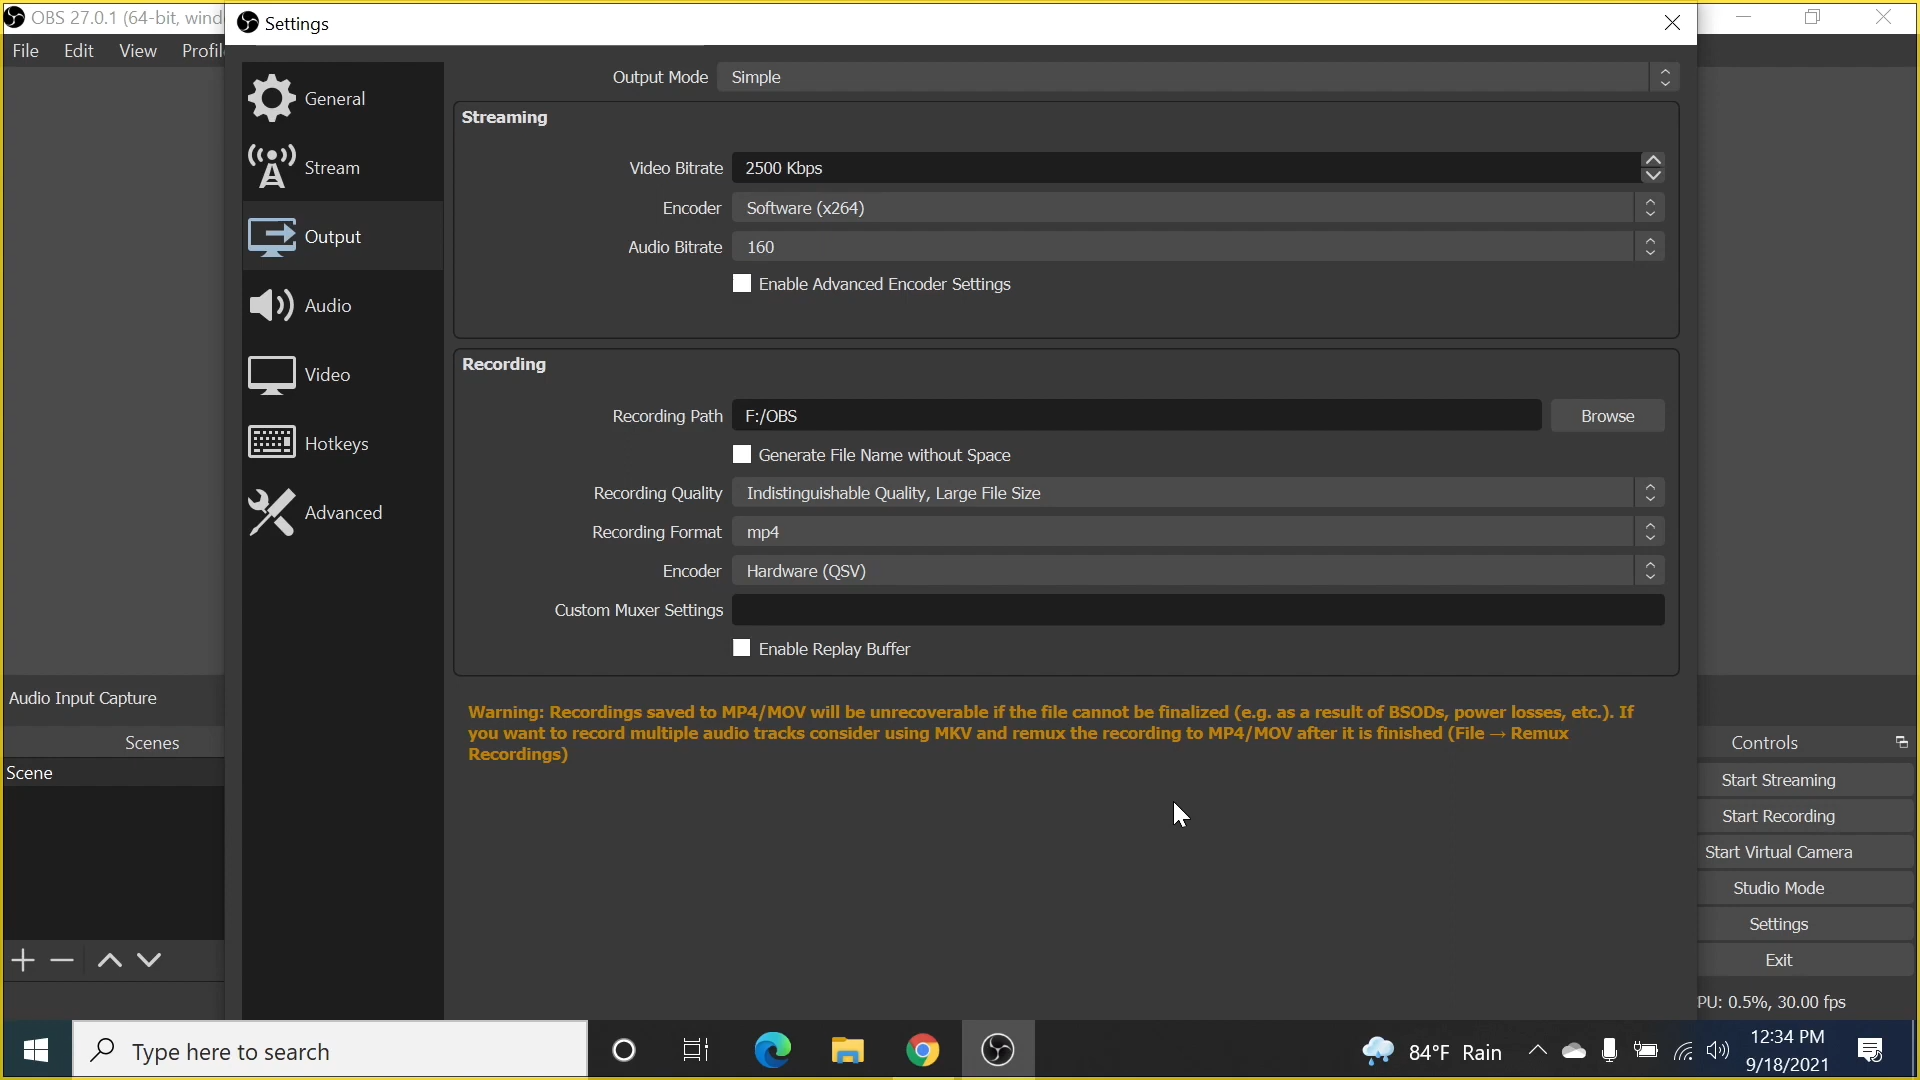 OBS 27.0.1 (64-bit, wind
Settings
File Edit View Profil
General
Stream
Output
Audio
Video
Hotkeys
Advanced
Output Mode Simple
Streaming
Video Bitrate 2500 Kbps
Encoder Software (x264)
Audio Bitrate 160
Enable Advanced Encoder Settings
Recording
Recording Path F:/OBS Browse
Generate File Name without Space
Recording Quality Indistinguishable Quality, Large File Size
Recording Format mp4
Encoder Hardware (QSV)
Custom Muxer Settings
Enable Replay Buffer
Warning: Recordings saved to MP4/MOV will be unrecoverable if the file cannot be finalized (e.g. as a result of BSODs, power losses, etc.). If
you want to record multiple audio tracks consider using MKV and remux the recording to MP4/MOV after it is finished (File → Remux
Recordings)
Audio Input Capture
Scenes
Scene
Controls
Start Streaming
Start Recording
Start Virtual Camera
Studio Mode
Settings
Exit
PU: 0.5%, 30.00 fps
Type here to search
84°F Rain
12:34 PM
9/18/2021